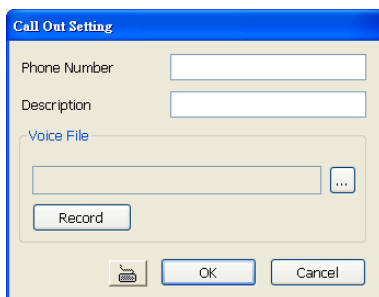 Call Out Setting
Phone Number
Description
Voice File
...
Record
OK
Cancel